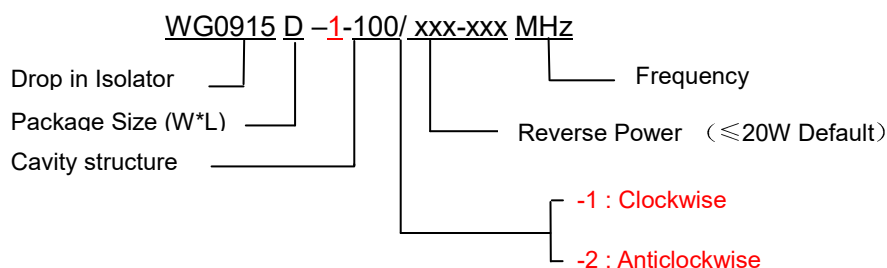 WG0915 D –1-100/ xxx-xxx MHz
Drop in Isolator
Frequency
Package Size (W*L)
Reverse Power （≤20W Default）
Cavity structure
-1 : Clockwise
-2 : Anticlockwise